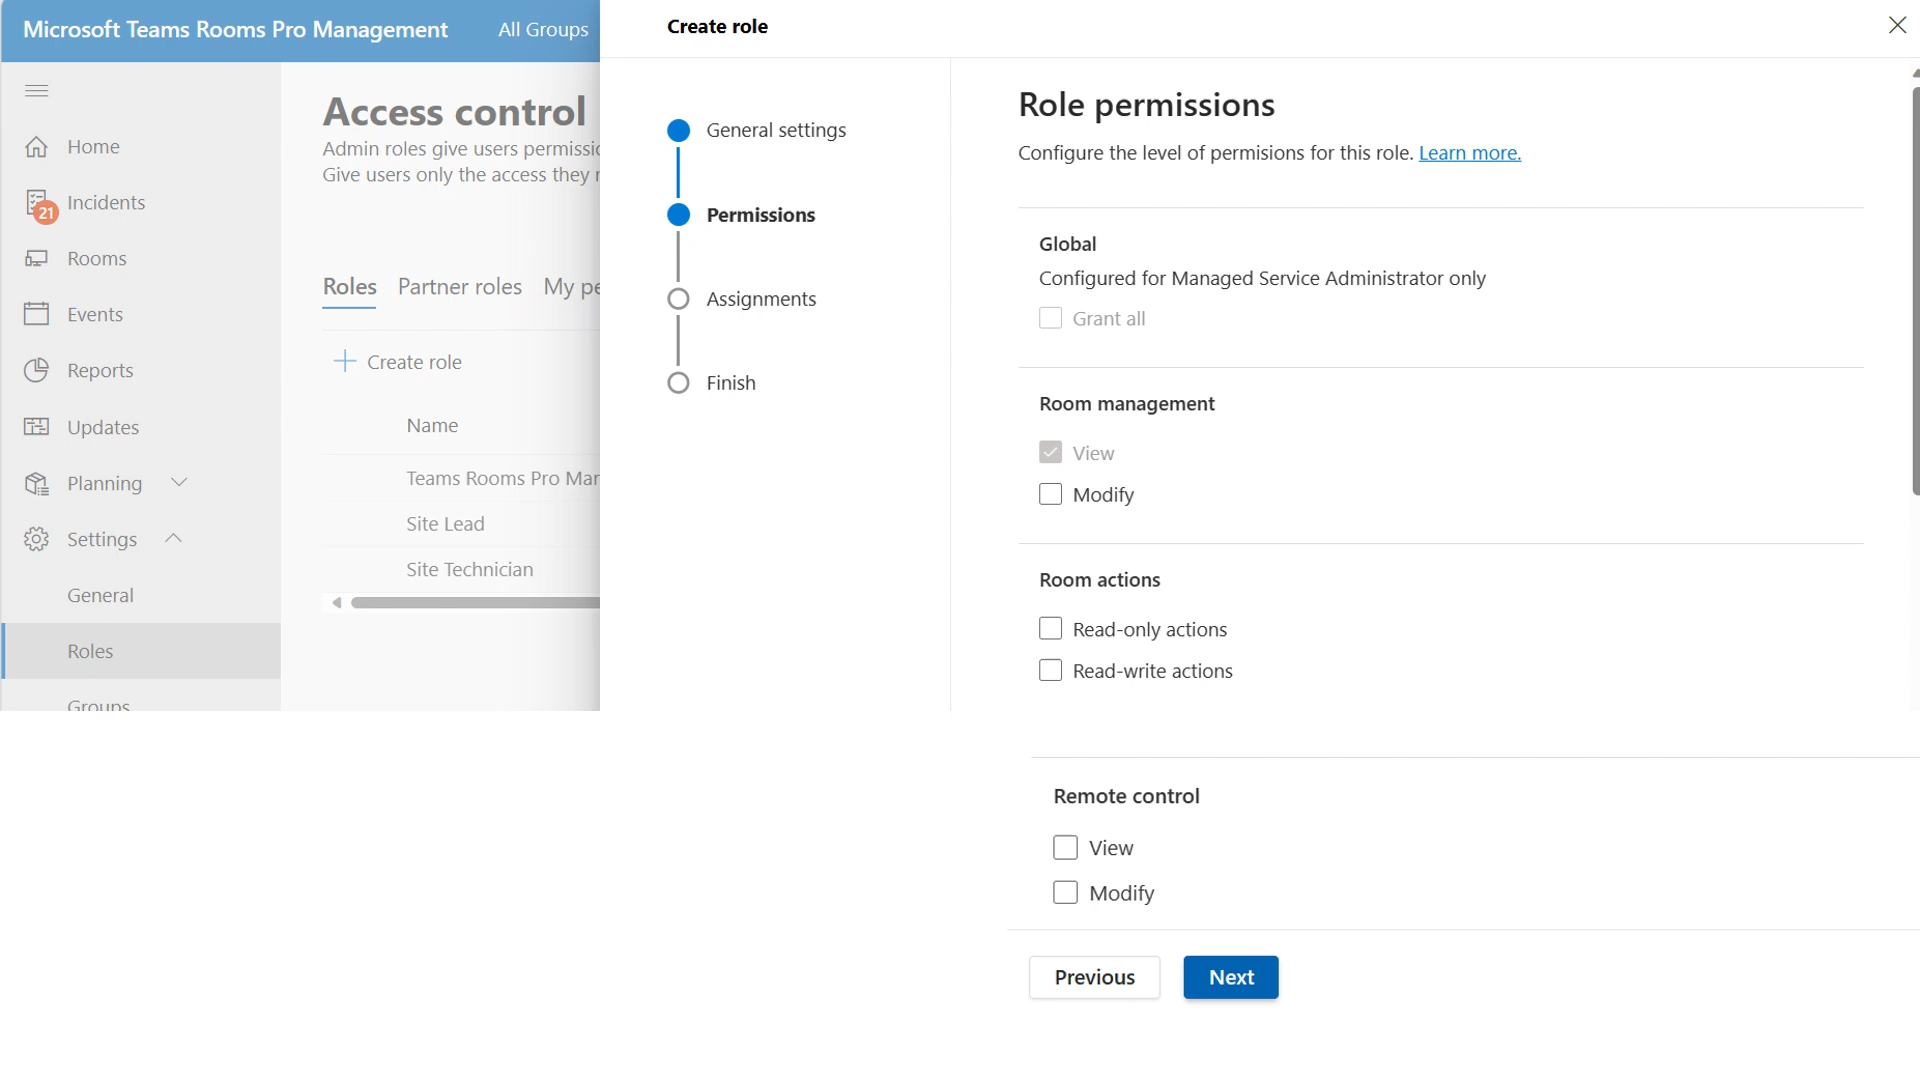 Microsoft Teams Rooms Pro Management
All Groups
Home
Incidents
21
Rooms
Events
Reports
Updates
Planning
Settings
General
Roles
Groups
Access control
Admin roles give users permissi
Give users only the access they
Roles
Partner roles
My pe
Create role
Name
Teams Rooms Pro Mar
Site Lead
Site Technician
Create role
General settings
Permissions
Assignments
Finish
Role permissions
Configure the level of permisions for this role. Learn more.
Global
Configured for Managed Service Administrator only
Grant all
Room management
View
Modify
Room actions
Read-only actions
Read-write actions
Remote control
View
Modify
Previous
Next